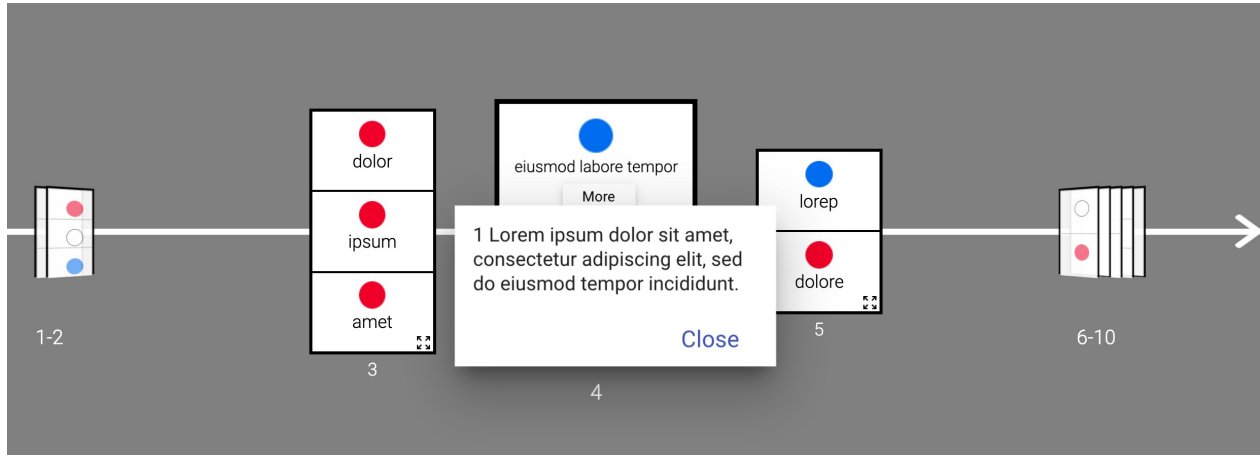 dolor
ipsum
amet
3
1-2
eiusmod labore tempor
More
1 Lorem ipsum dolor sit amet,
consectetur adipiscing elit, sed
do eiusmod tempor incididunt.
Close
4
lorep
dolore
5
6-10